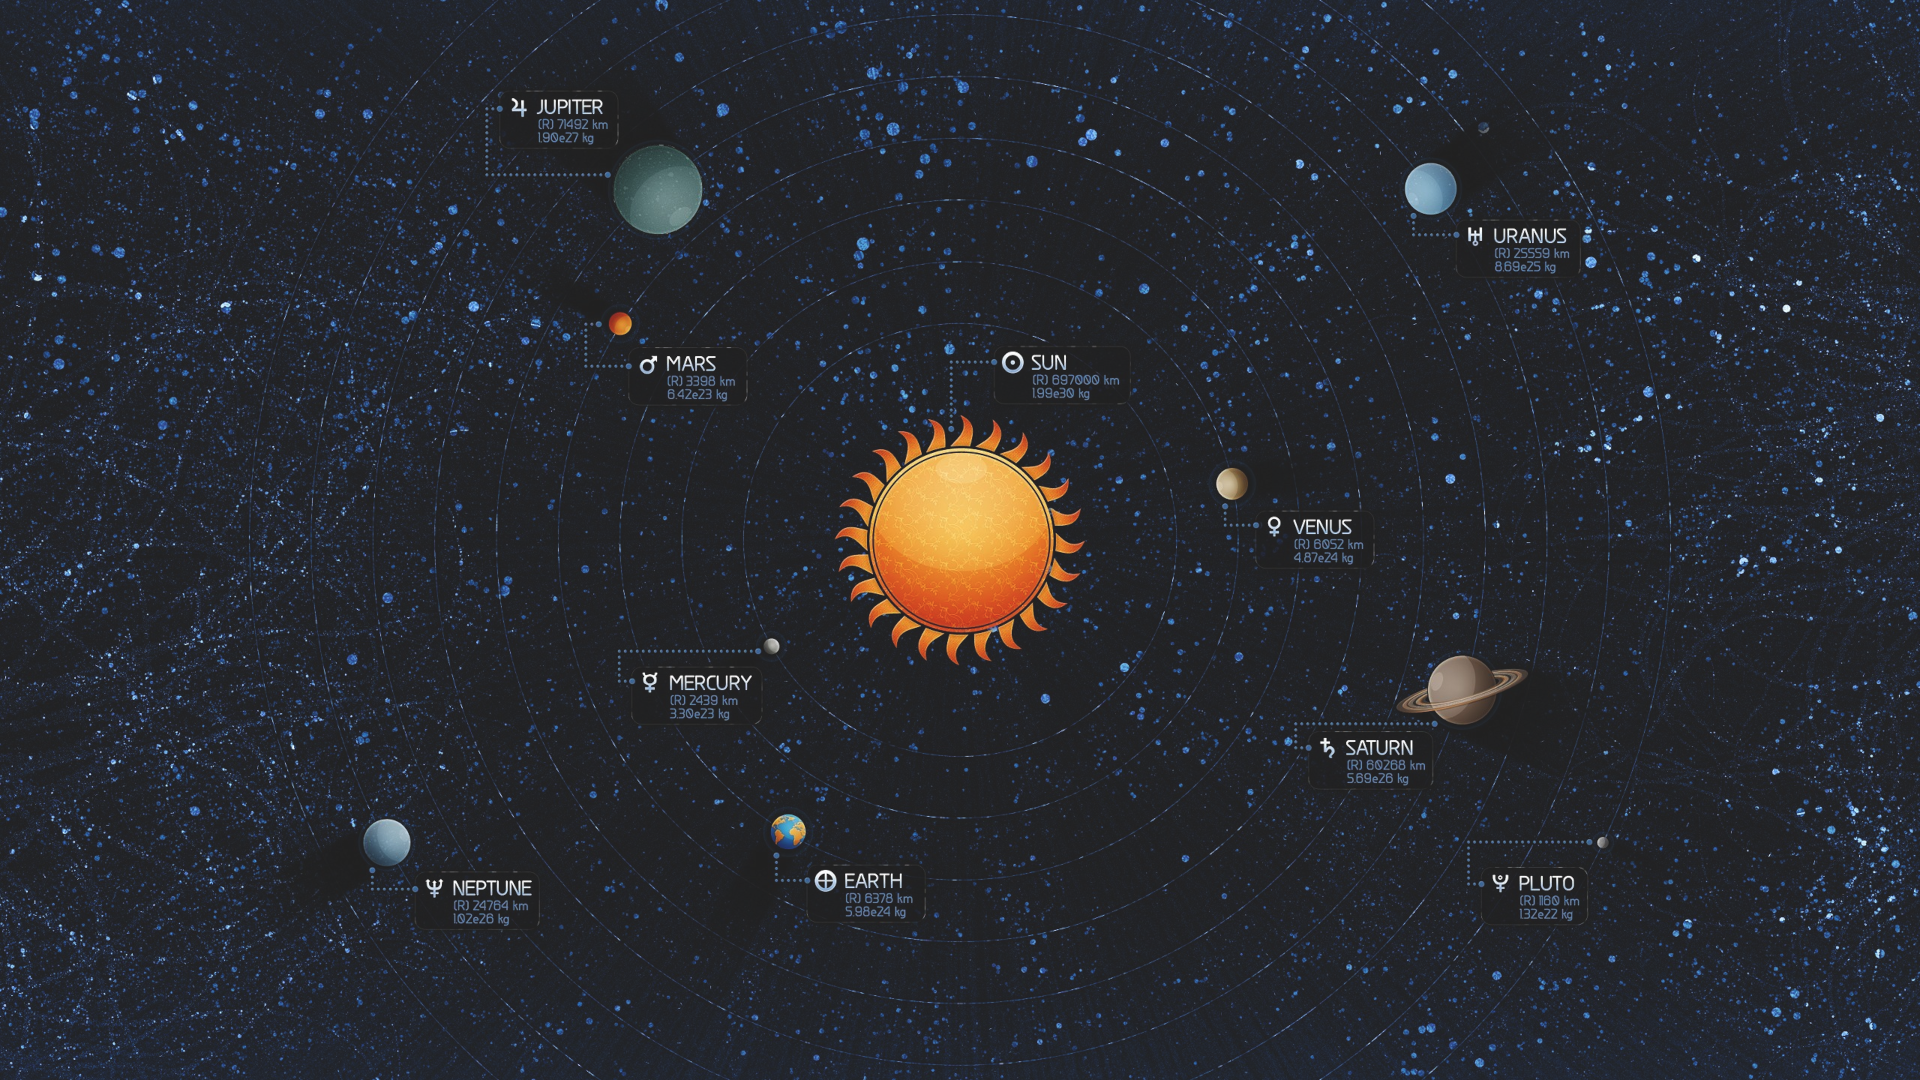 ♃ JUPITER
(R) 71492 km
1.90e27 kg
♅ URANUS
(R) 25559 km
8.69e25 kg
♂ MARS
(R) 3398 km
6.42e23 kg
☉ SUN
(R) 697000 km
1.99e30 kg
♀ VENUS
(R) 6052 km
4.87e24 kg
☿ MERCURY
(R) 2439 km
3.30e23 kg
♄ SATURN
(R) 60268 km
5.69e26 kg
♆ NEPTUNE
(R) 24764 km
1.02e26 kg
⊕ EARTH
(R) 6378 km
5.98e24 kg
PLUTO
(R) 1160 km
1.32e22 kg